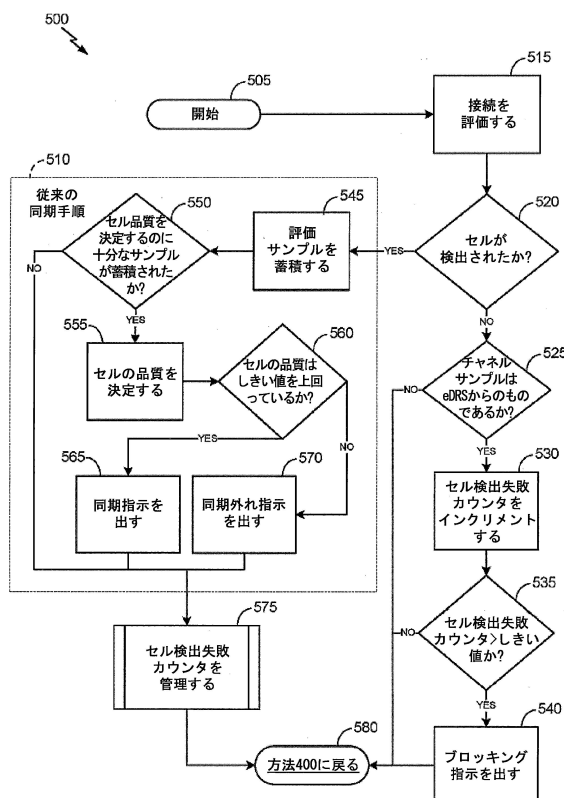 500
505
開始
515
接続を
評価する
510
従来の
同期手順
550
セル品質を
決定するのに
十分なサンプル
が蓄積された
か?
545
評価
サンプルを
蓄積する
520
セルが
検出されたか?
YES
NO
NO
YES
555
セルの品質を
決定する
560
セルの品質は
しきい値を上回
っているか?
525
チャネル
サンプルは
eDRSからのもの
であるか?
NO
YES
YES
NO
565
同期指示を
出す
570
同期外れ指示
を出す
530
セル検出失敗
カウンタを
インクリメント
する
535
セル検出失敗
カウンタ>しきい
値か?
NO
YES
575
セル検出失敗
カウンタを
管理する
540
ブロッキング
指示を出す
580
方法400に戻る